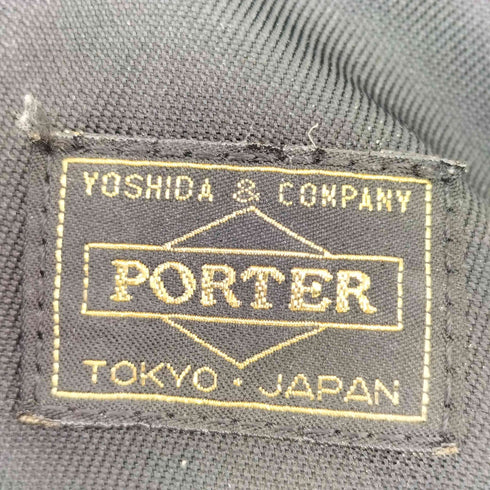 YOSHIDA & COMPANY
PORTER
TOKYO · JAPAN